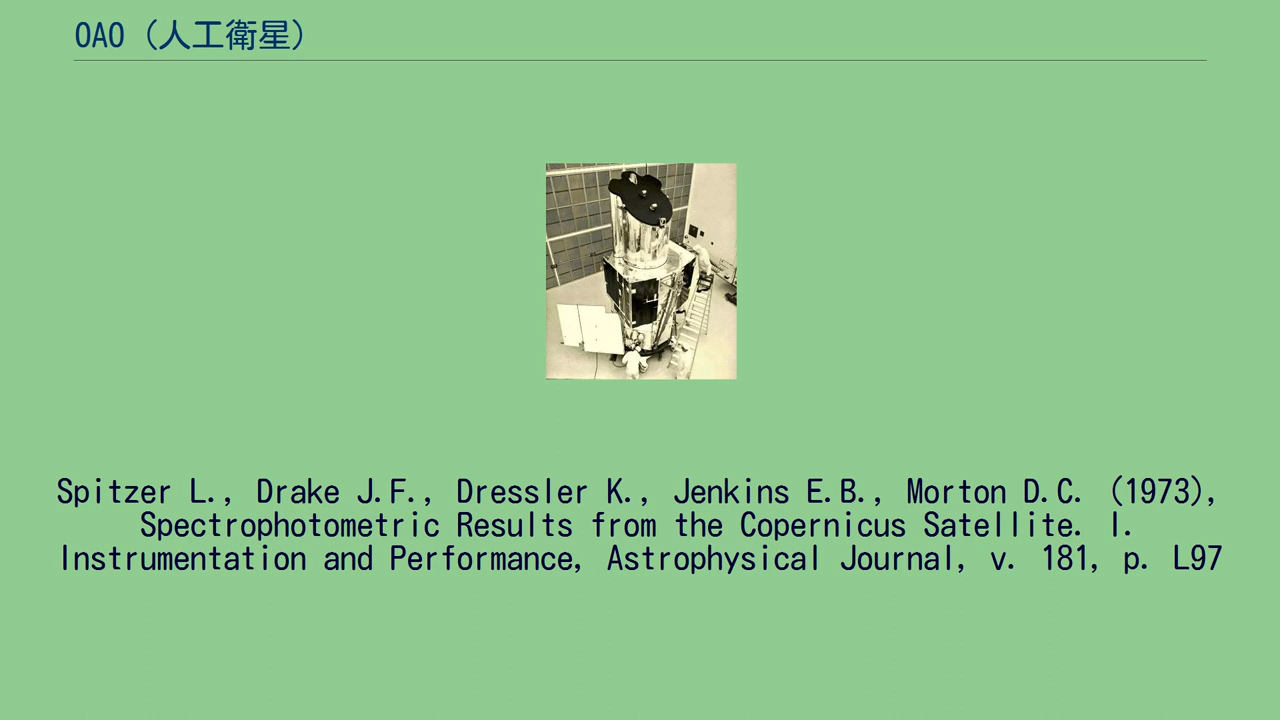 OAO（人工衛星）
Spitzer L., Drake J.F., Dressler K., Jenkins E.B., Morton D.C. (1973),
Spectrophotometric Results from the Copernicus Satellite. I.
Instrumentation and Performance, Astrophysical Journal, v. 181, p. L97